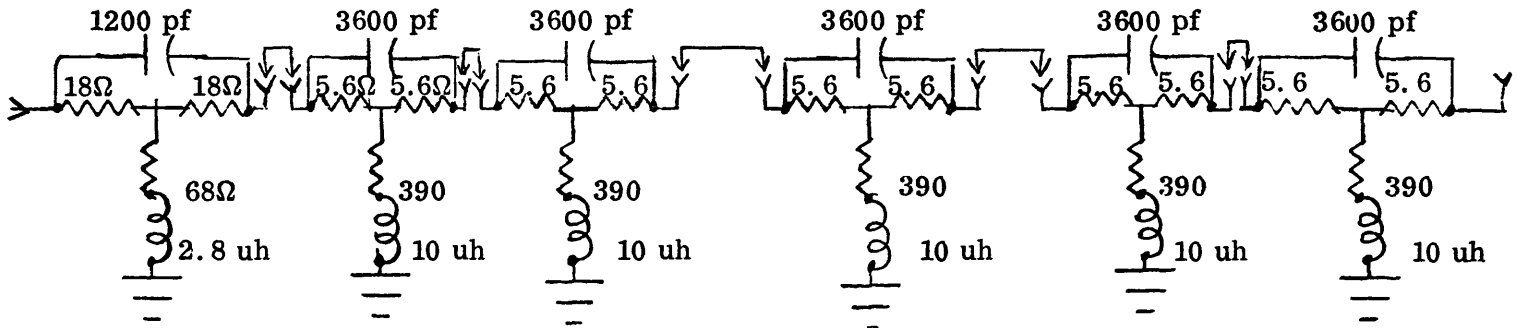 1200 pf 3600 pf 3600 pf 3600 pf 3600 pf 3600 pf
18Ω 18Ω 5.6Ω 5.6Ω 5.6 5.6 5.6 5.6 5.6 5.6 5.6 5.6
68Ω 390 390 390 390 390
2.8 uh 10 uh 10 uh 10 uh 10 uh 10 uh